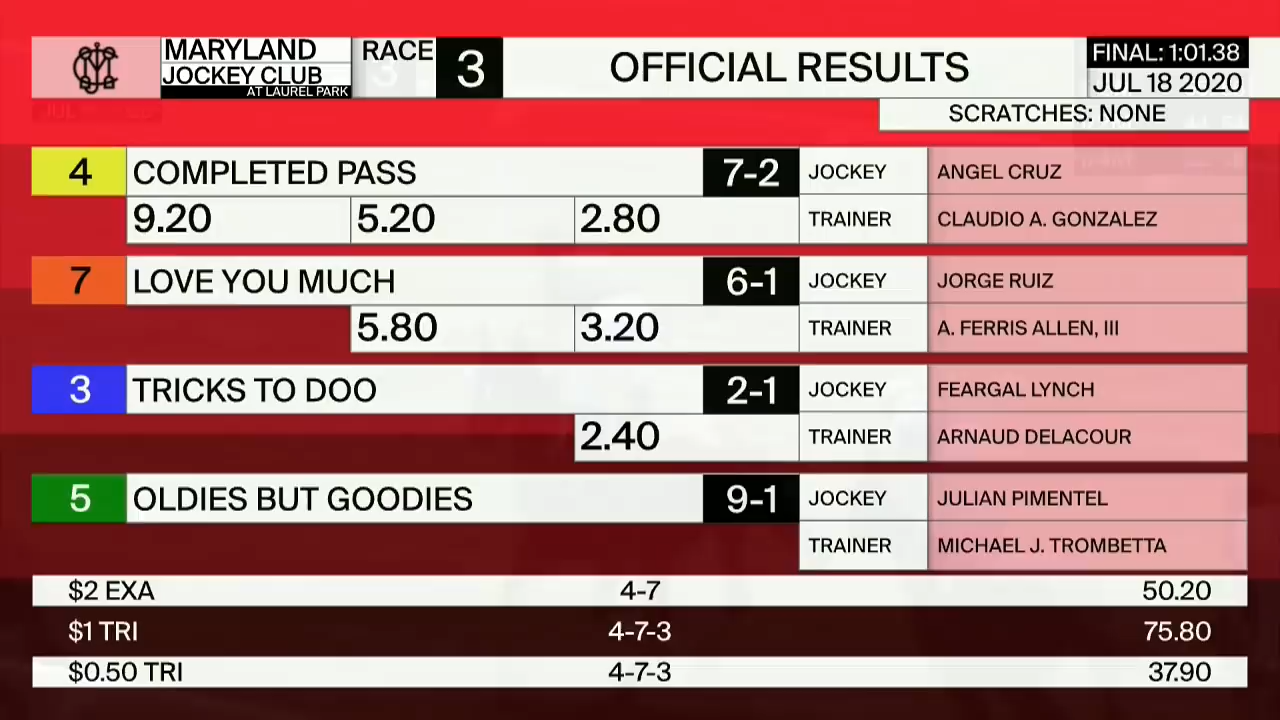 MARYLAND
JOCKEY CLUB
AT LAUREL PARK
RACE 3
OFFICIAL RESULTS
FINAL: 1:01.38
JUL 18 2020
SCRATCHES: NONE
4 COMPLETED PASS 7-2 JOCKEY ANGEL CRUZ
9.20 5.20 2.80 TRAINER CLAUDIO A. GONZALEZ
7 LOVE YOU MUCH 6-1 JOCKEY JORGE RUIZ
5.80 3.20 TRAINER A. FERRIS ALLEN, III
3 TRICKS TO DOO 2-1 JOCKEY FEARGAL LYNCH
2.40 TRAINER ARNAUD DELACOUR
5 OLDIES BUT GOODIES 9-1 JOCKEY JULIAN PIMENTEL
TRAINER MICHAEL J. TROMBETTA
$2 EXA 4-7 50.20
$1 TRI 4-7-3 75.80
$0.50 TRI 4-7-3 37.90